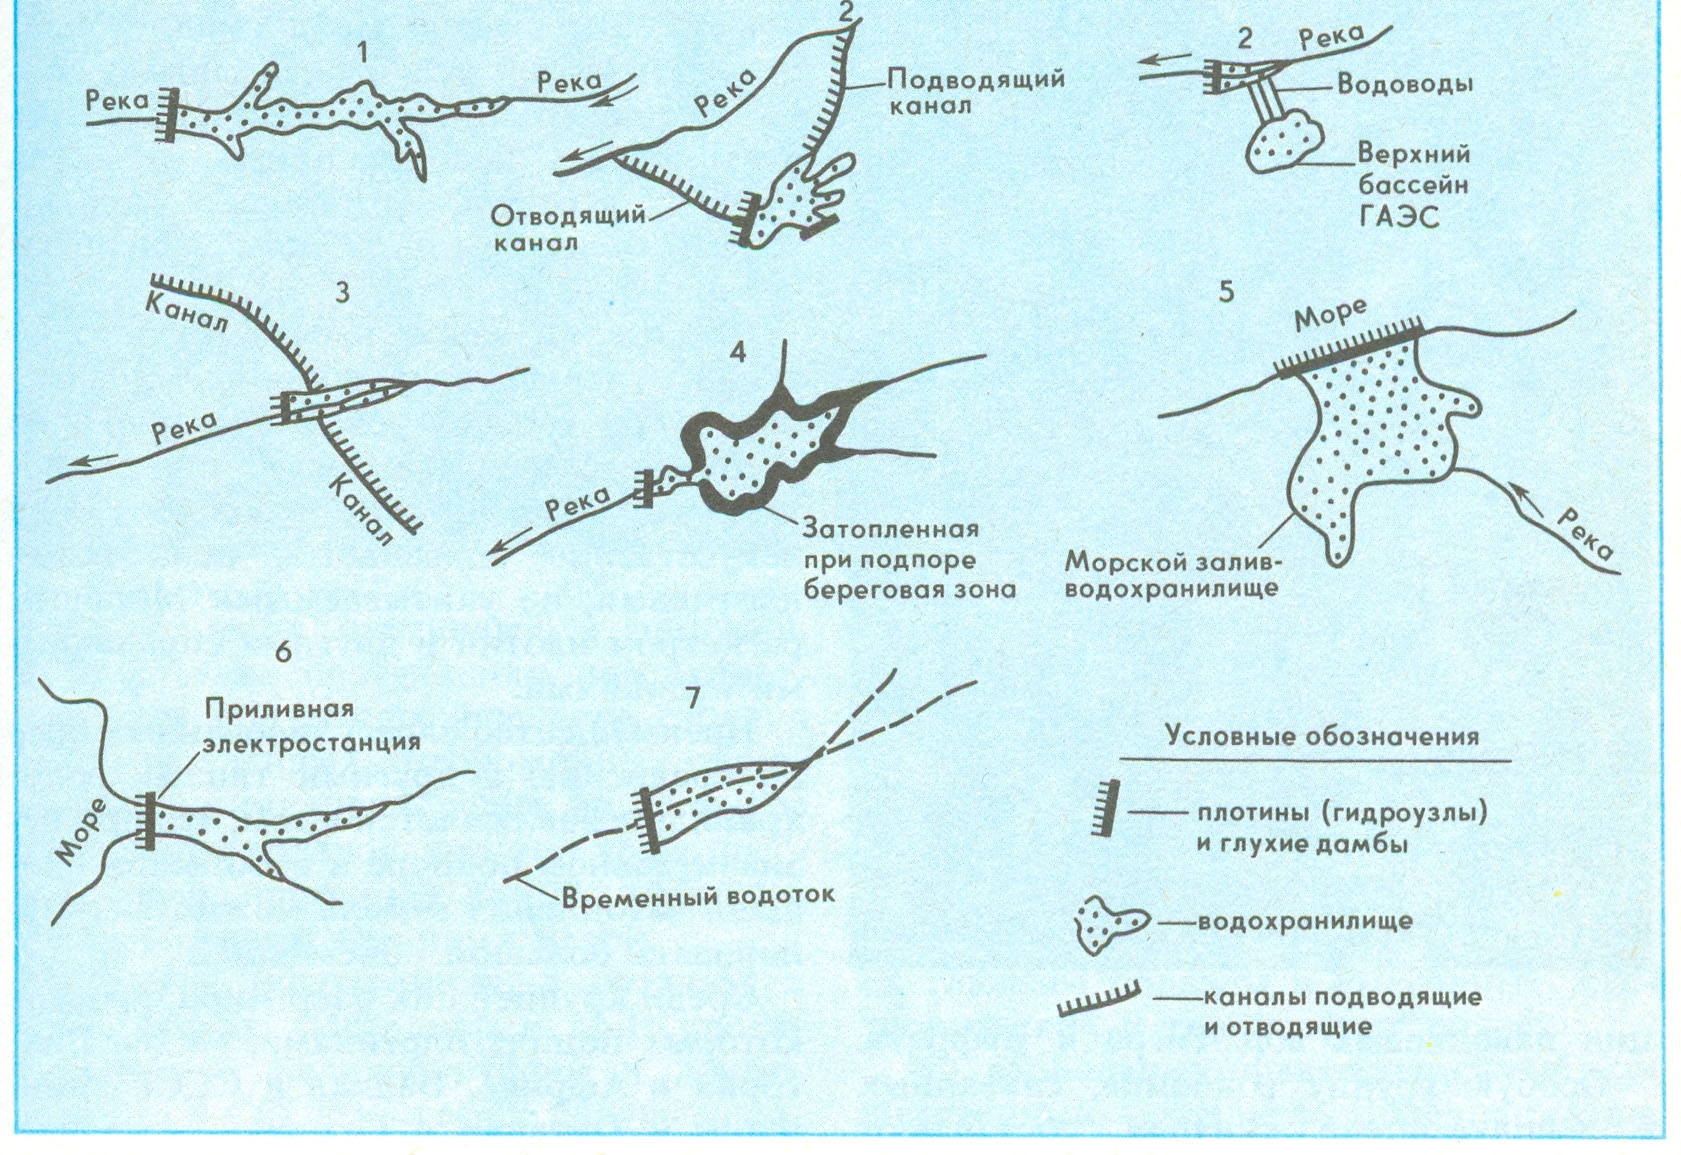 1
Река
Река
2
Река
Подводящий
канал
Отводящий
канал
2
Река
Водоводы
Верхний
бассейн
ГАЭС
3
Канал
Река
Канал
4
Река
Затопленная
при подпоре
береговая зона
5
Море
Морской залив-
водохранилище
Река
6
Приливная
электростанция
Море
7
Временный водоток
Условные обозначения
плотины (гидроузлы)
и глухие дамбы
водохранилище
каналы подводящие
и отводящие